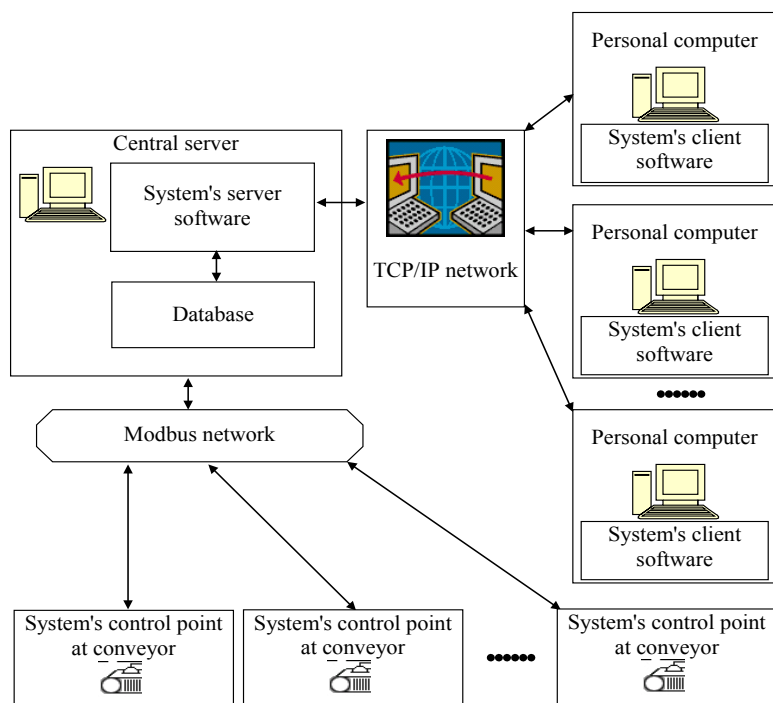 Central server
System's server
software
Database
TCP/IP network
Personal computer
System's client
software
Personal computer
System's client
software
Personal computer
System's client
software
Modbus network
System's control point
at conveyor
System's control point
at conveyor
System's control point
at conveyor